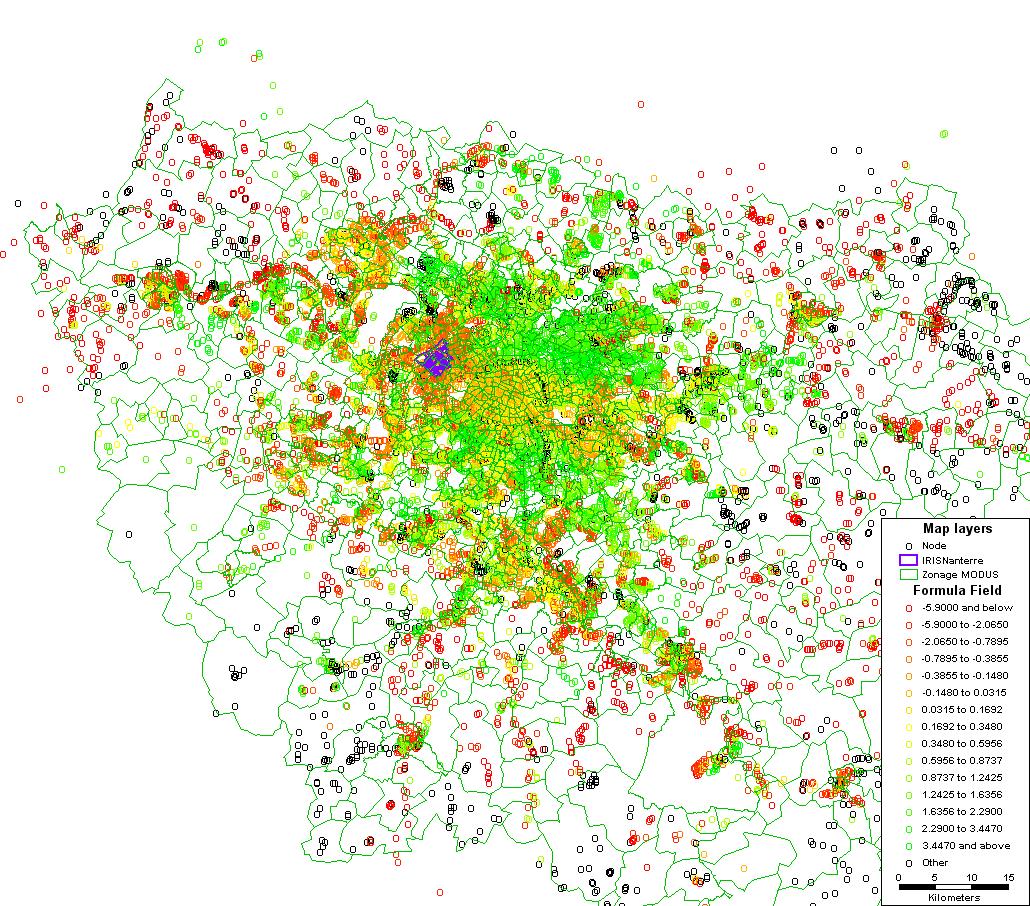 Map layers
Node
IRISNanterre
Zonage MODUS
Formula Field
-5.9000 and below
-5.9000 to -2.0650
-2.0650 to -0.7895
-0.7895 to -0.3855
-0.3855 to -0.1480
-0.1480 to 0.0315
0.0315 to 0.1692
0.1692 to 0.3480
0.3480 to 0.5956
0.5956 to 0.8737
0.8737 to 1.2425
1.2425 to 1.6356
1.6356 to 2.2900
2.2900 to 3.4470
3.4470 and above
Other
0 5 10 15
Kilometers